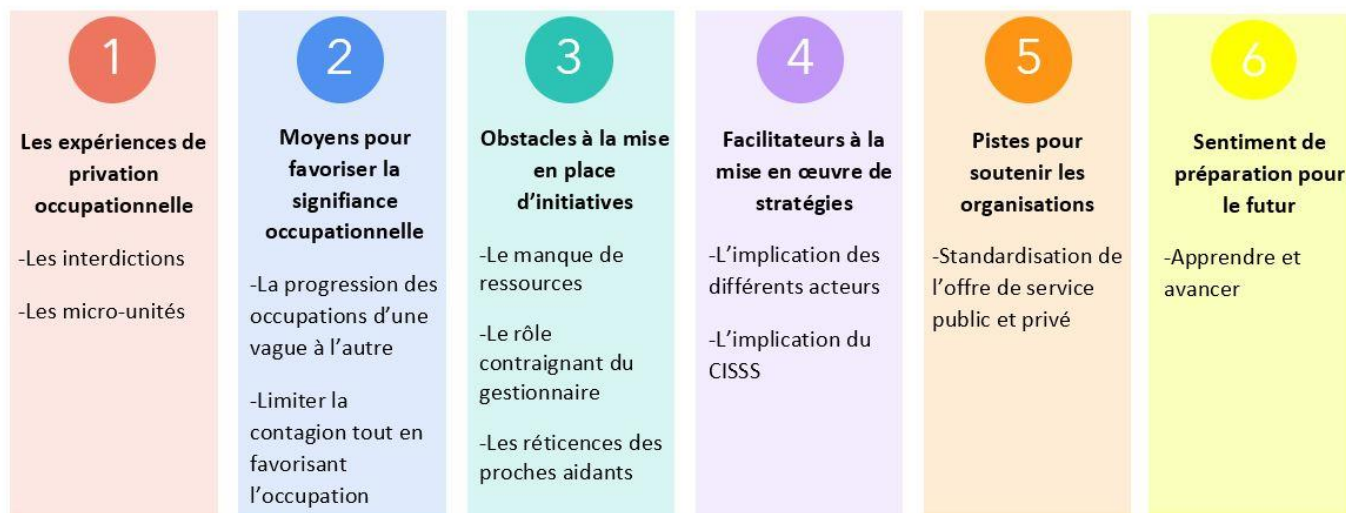 1
Les expériences de
privation
occupationnelle
-Les interdictions
-Les micro-unités
2
Moyens pour
favoriser la
signifiance
occupationnelle
-La progression des
occupations d’une
vague à l’autre
-Limiter la
contagion tout en
favorisant
l’occupation
3
Obstacles à la mise
en place
d’initiatives
-Le manque de
ressources
-Le rôle
contraignant du
gestionnaire
-Les réticences des
proches aidants
4
Facilitateurs à la
mise en œuvre de
stratégies
-L’implication des
différents acteurs
-L’implication du
CISSS
5
Pistes pour
soutenir les
organisations
-Standardisation de
l’offre de service
public et privé
6
Sentiment de
préparation pour
le futur
-Apprendre et
avancer